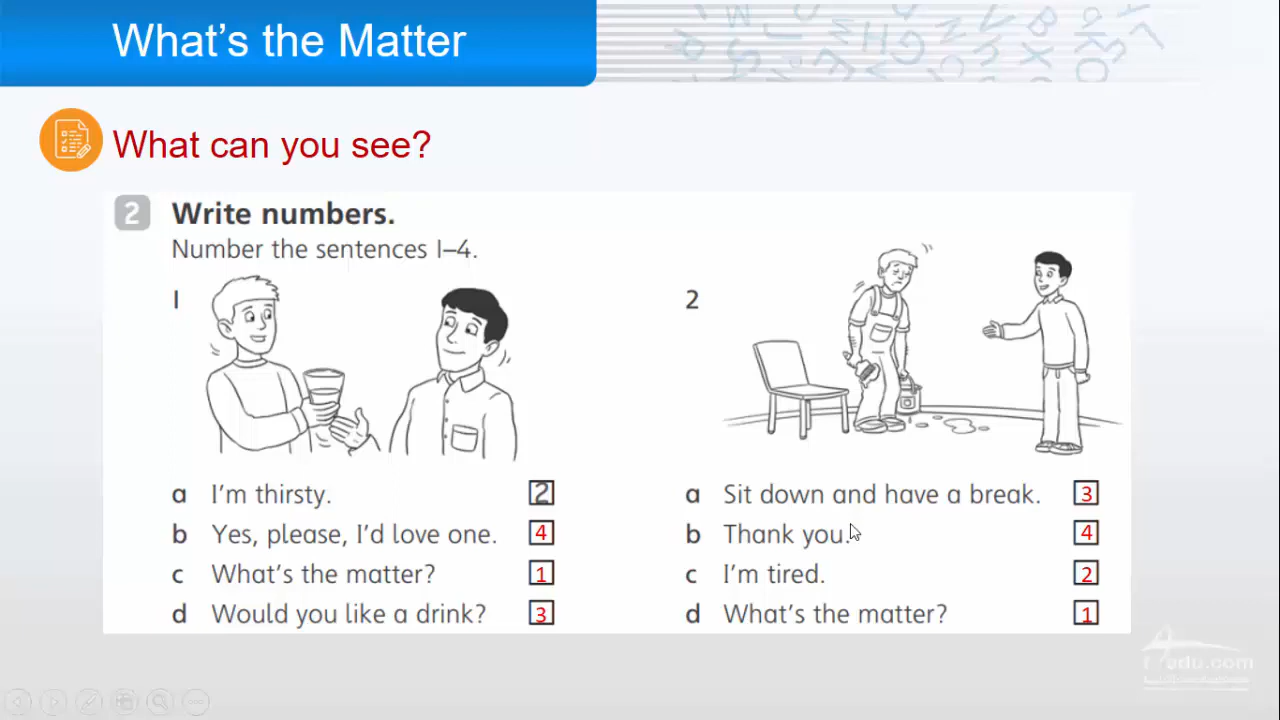 What's the Matter
What can you see?
2 Write numbers.
Number the sentences 1–4.
1
a I'm thirsty. 2
b Yes, please, I'd love one. 4
c What's the matter? 1
d Would you like a drink? 3
2
a Sit down and have a break. 3
b Thank you. 4
c I'm tired. 2
d What's the matter? 1